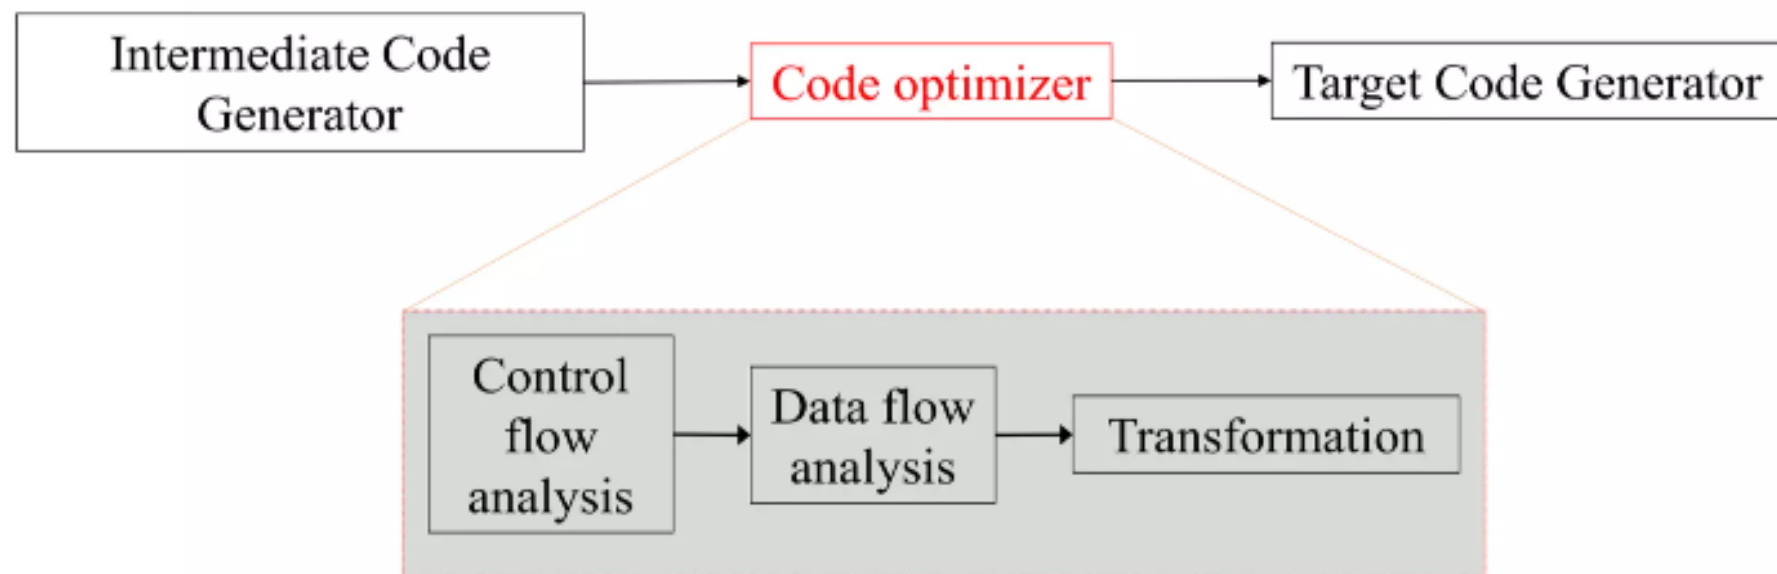 Intermediate Code
Generator
Code optimizer
Target Code Generator
Control
flow
analysis
Data flow
analysis
Transformation